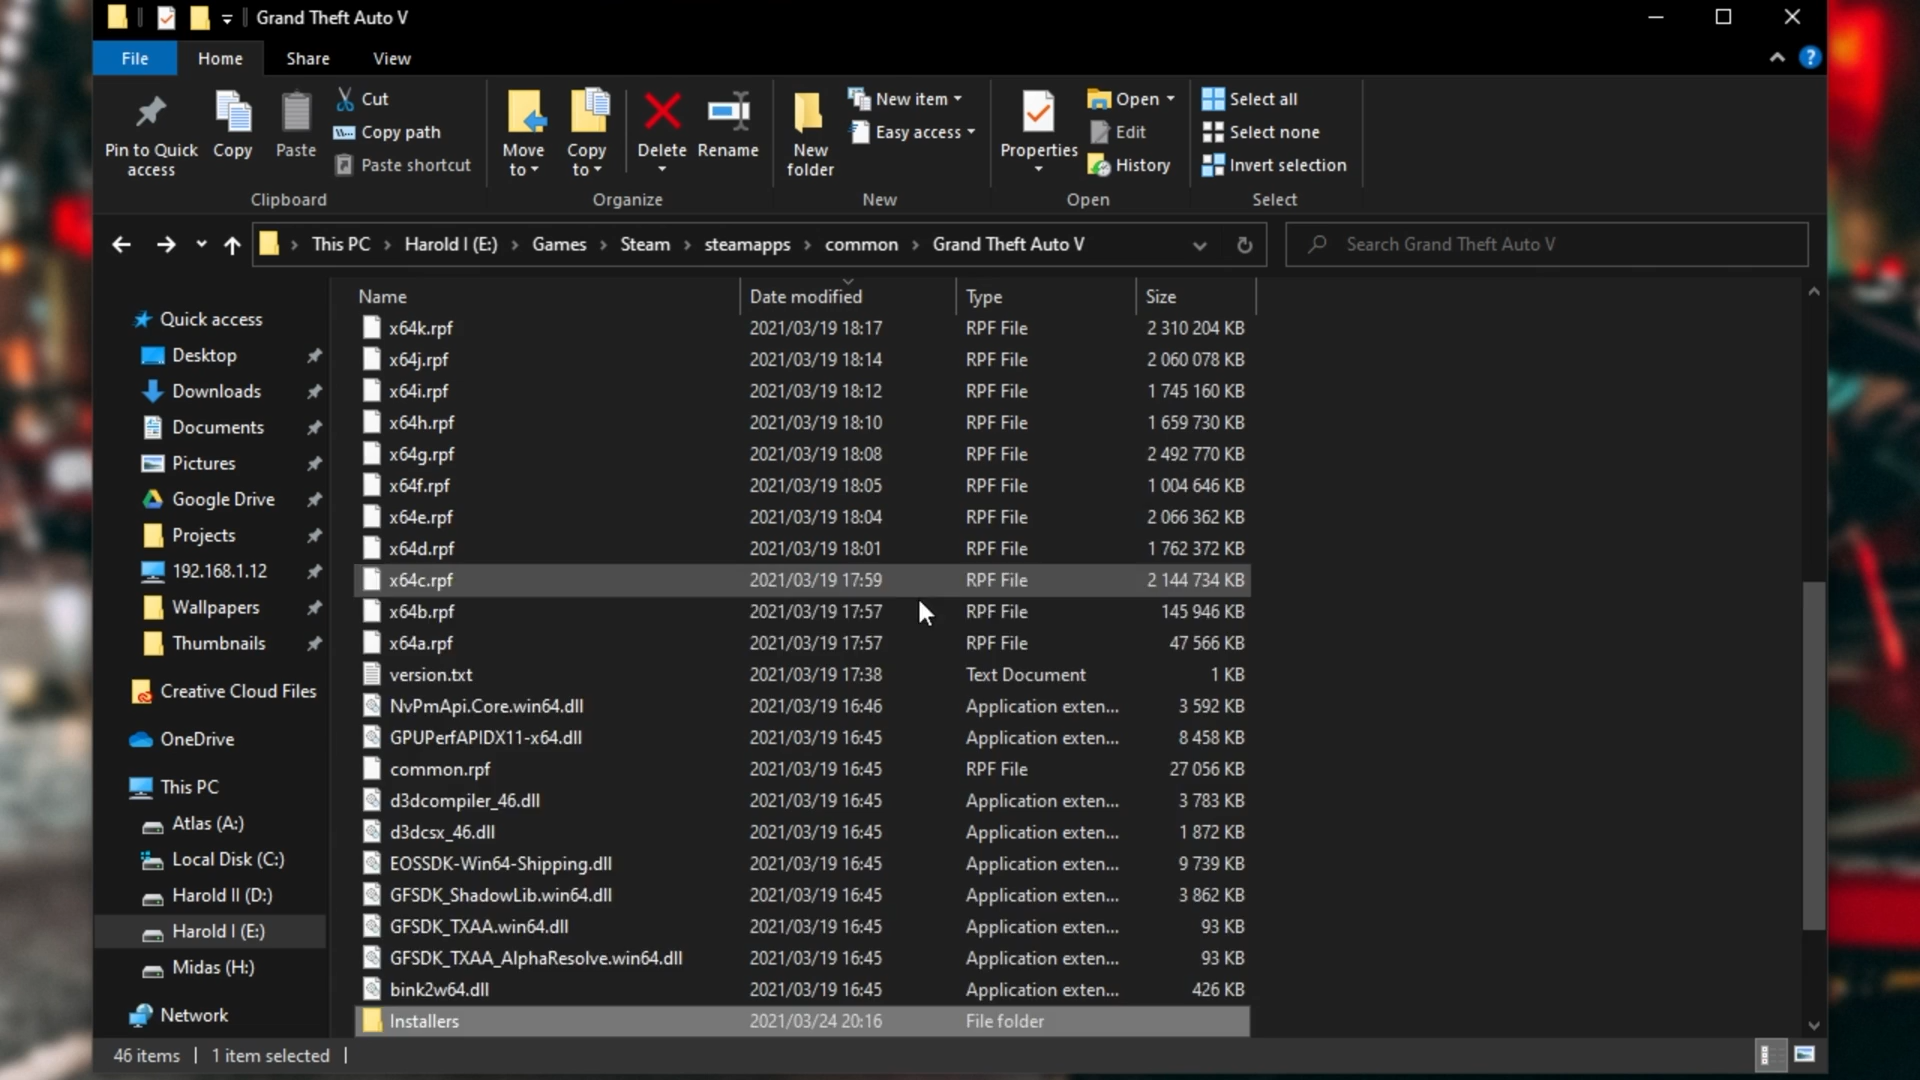 Grand Theft Auto V
File
Home
Share
View
Pin to Quick access
Copy
Paste
Cut
Copy path
Paste shortcut
Clipboard
Move to
Copy to
Delete
Rename
Organize
New folder
New item
Easy access
New
Properties
Open
Edit
History
Open
Select all
Select none
Invert selection
Select
This PC > Harold I (E:) > Games > Steam > steamapps > common > Grand Theft Auto V
Search Grand Theft Auto V
Quick access
Desktop
Downloads
Documents
Pictures
Google Drive
Projects
192.168.1.12
Wallpapers
Thumbnails
Creative Cloud Files
OneDrive
This PC
Atlas (A:)
Local Disk (C:)
Harold II (D:)
Harold I (E:)
Midas (H:)
Network
Name Date modified Type Size
x64k.rpf 2021/03/19 18:17 RPF File 2 310 204 KB
x64j.rpf 2021/03/19 18:14 RPF File 2 060 078 KB
x64i.rpf 2021/03/19 18:12 RPF File 1 745 160 KB
x64h.rpf 2021/03/19 18:10 RPF File 1 659 730 KB
x64g.rpf 2021/03/19 18:08 RPF File 2 492 770 KB
x64f.rpf 2021/03/19 18:05 RPF File 1 004 646 KB
x64e.rpf 2021/03/19 18:04 RPF File 2 066 362 KB
x64d.rpf 2021/03/19 18:01 RPF File 1 762 372 KB
x64c.rpf 2021/03/19 17:59 RPF File 2 144 734 KB
x64b.rpf 2021/03/19 17:57 RPF File 145 946 KB
x64a.rpf 2021/03/19 17:57 RPF File 47 566 KB
version.txt 2021/03/19 17:38 Text Document 1 KB
NvPmApi.Core.win64.dll 2021/03/19 16:46 Application exten... 3 592 KB
GPUPerfAPIDX11-x64.dll 2021/03/19 16:45 Application exten... 8 458 KB
common.rpf 2021/03/19 16:45 RPF File 27 056 KB
d3dcompiler_46.dll 2021/03/19 16:45 Application exten... 3 783 KB
d3dcsx_46.dll 2021/03/19 16:45 Application exten... 1 872 KB
EOSSDK-Win64-Shipping.dll 2021/03/19 16:45 Application exten... 9 739 KB
GFSDK_ShadowLib.win64.dll 2021/03/19 16:45 Application exten... 3 862 KB
GFSDK_TXAA.win64.dll 2021/03/19 16:45 Application exten... 93 KB
GFSDK_TXAA_AlphaResolve.win64.dll 2021/03/19 16:45 Application exten... 93 KB
bink2w64.dll 2021/03/19 16:45 Application exten... 426 KB
Installers 2021/03/24 20:16 File folder
46 items | 1 item selected |